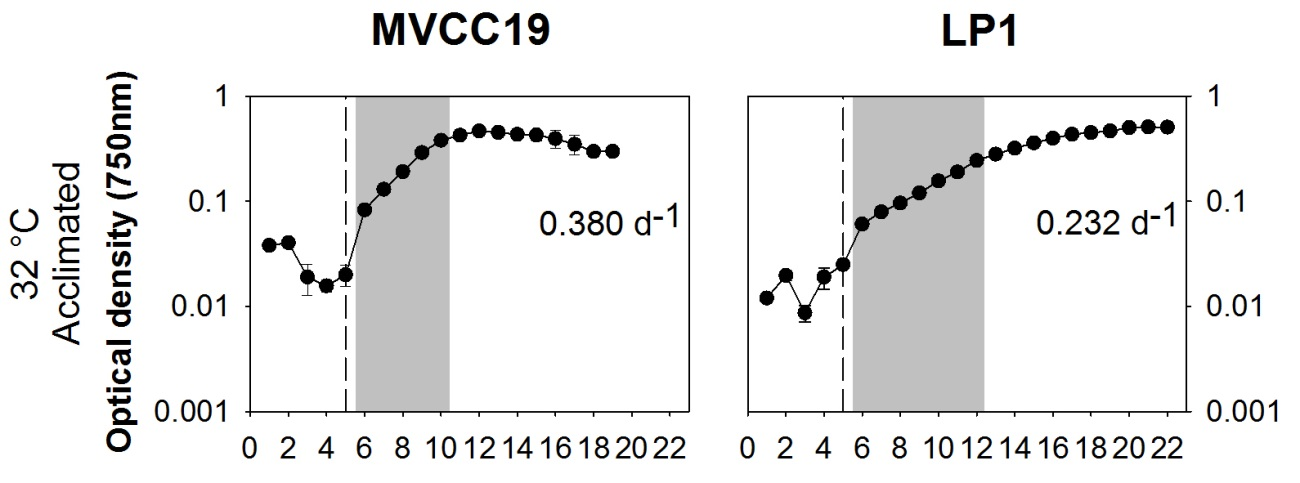 MVCC19
LP1
32 °C
Acclimated
Optical density (750nm)
1
0.1
0.01
0.001
0.380 d-1
0 2 4 6 8 10 12 14 16 18 20 22
1
0.1
0.01
0.001
0.232 d-1
0 2 4 6 8 10 12 14 16 18 20 22